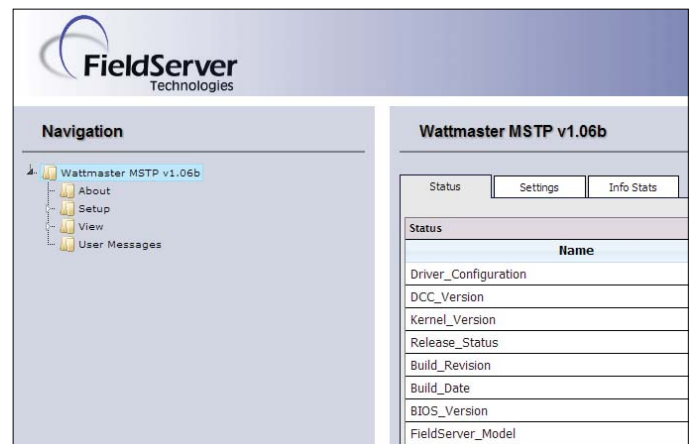 FieldServer
Technologies
Navigation
Wattmaster MSTP v1.06b
About
Setup
View
User Messages
Wattmaster MSTP v1.06b
Status
Settings
Info Stats
Status
Name
Driver_Configuration
DCC_Version
Kernel_Version
Release_Status
Build_Revision
Build_Date
BIOS_Version
FieldServer_Model